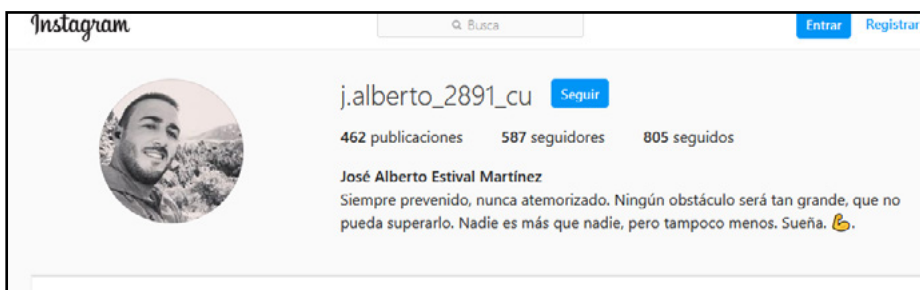 Instagram
Busca
Entrar
Registrar
j.alberto_2891_cu
Seguir
462 publicaciones 587 seguidores 805 seguidos
José Alberto Estival Martínez
Siempre prevenido, nunca atemorizado. Ningún obstáculo será tan grande, que no
pueda superarlo. Nadie es más que nadie, pero tampoco menos. Sueña. 💪.